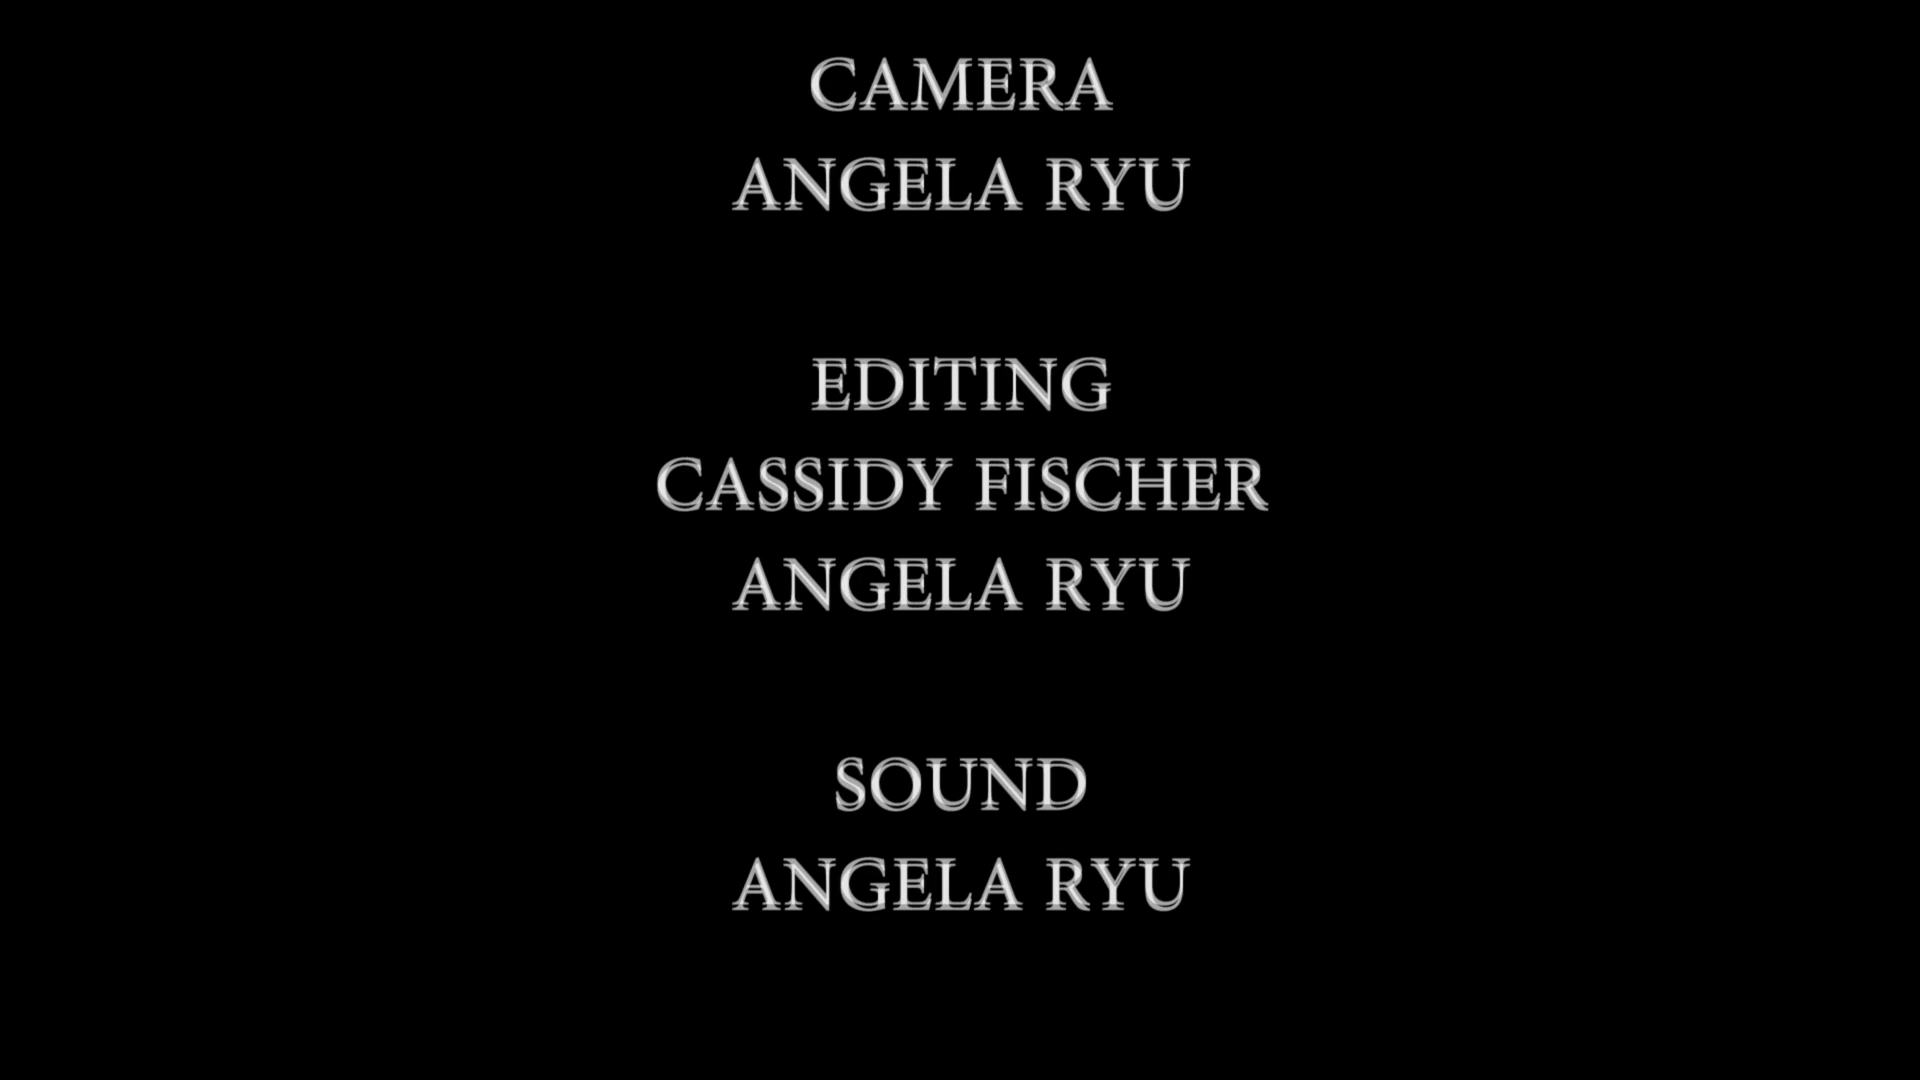 CAMERA
ANGELA RYU
EDITING
CASSIDY FISCHER
ANGELA RYU
SOUND
ANGELA RYU